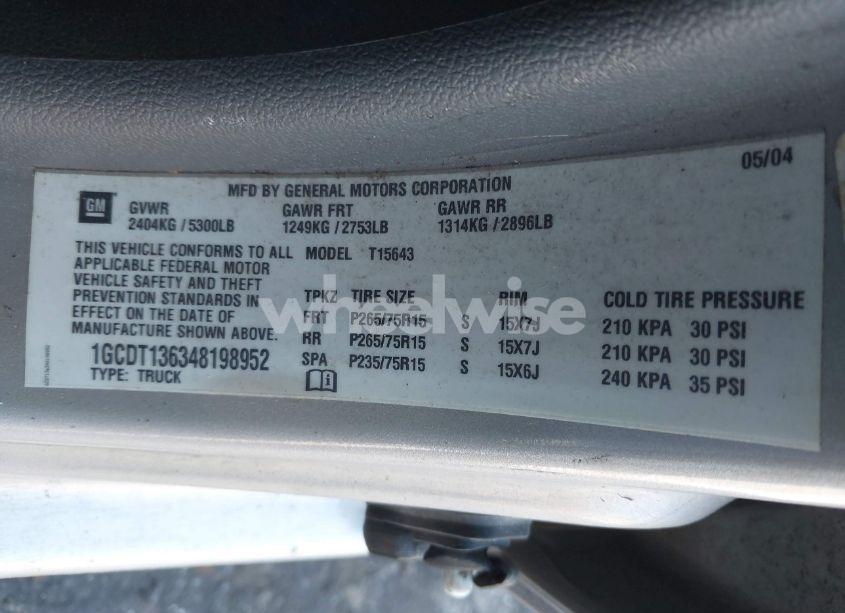 05/04
MFD BY GENERAL MOTORS CORPORATION
GM
GVWR GAWR FRT GAWR RR
2404KG / 5300LB 1249KG / 2753LB 1314KG / 2896LB
THIS VEHICLE CONFORMS TO ALL MODEL T15643
APPLICABLE FEDERAL MOTOR
VEHICLE SAFETY AND THEFT
PREVENTION STANDARDS IN TPKZ TIRE SIZE RIM COLD TIRE PRESSURE
EFFECT ON THE DATE OF FRT P265/75R15 S 15X7J 210 KPA 30 PSI
MANUFACTURE SHOWN ABOVE. RR P265/75R15 S 15X7J 210 KPA 30 PSI
1GCDT136348198952 SPA P235/75R15 S 15X6J 240 KPA 35 PSI
TYPE: TRUCK
wheelwise